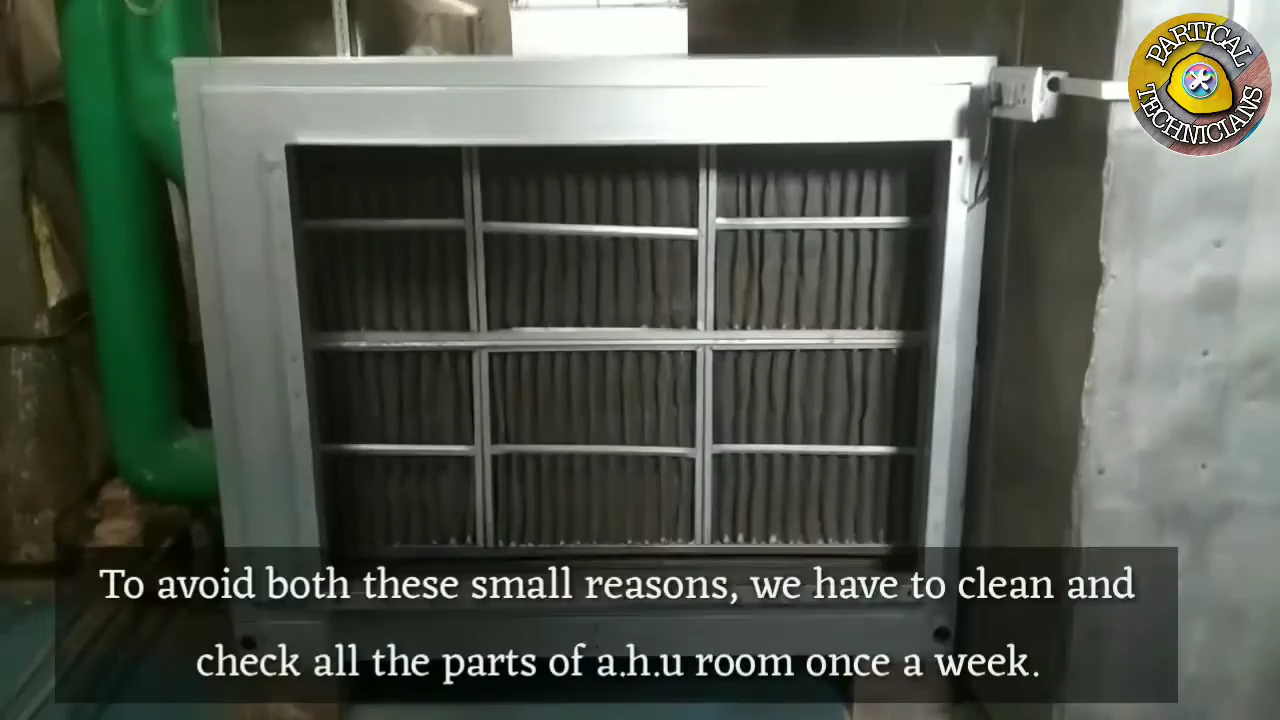 PARTICAL
TECHNICIANS
To avoid both these small reasons, we have to clean and
check all the parts of a.h.u room once a week.